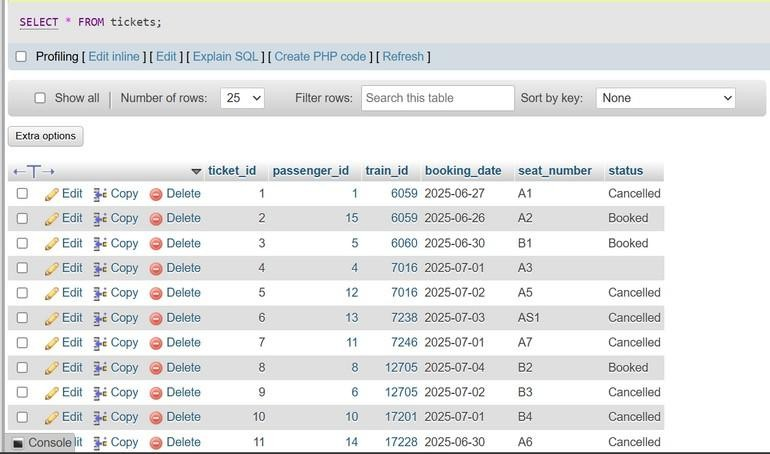 SELECT * FROM tickets;
Profiling [ Edit inline ] [ Edit ] [ Explain SQL ] [ Create PHP code ] [ Refresh ]
Show all | Number of rows: 25 Filter rows: Search this table Sort by key: None
Extra options
←T→ ticket_id passenger_id train_id booking_date seat_number status
Edit Copy Delete 1 1 6059 2025-06-27 A1 Cancelled
Edit Copy Delete 2 15 6059 2025-06-26 A2 Booked
Edit Copy Delete 3 5 6060 2025-06-30 B1 Booked
Edit Copy Delete 4 4 7016 2025-07-01 A3
Edit Copy Delete 5 12 7016 2025-07-02 A5 Cancelled
Edit Copy Delete 6 13 7238 2025-07-03 AS1 Cancelled
Edit Copy Delete 7 11 7246 2025-07-01 A7 Cancelled
Edit Copy Delete 8 8 12705 2025-07-04 B2 Booked
Edit Copy Delete 9 6 12705 2025-07-02 B3 Cancelled
Edit Copy Delete 10 10 17201 2025-07-01 B4 Cancelled
Console Copy Delete 11 14 17228 2025-06-30 A6 Cancelled